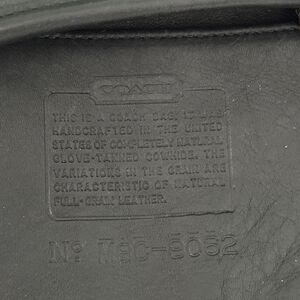 COACH
THIS IS A COACH BAG. IT WAS
HANDCRAFTED IN THE UNITED
STATES OF COMPLETELY NATURAL
GLOVE-TANNED COWHIDE. THE
VARIATIONS IN THE GRAIN ARE
CHARACTERISTIC OF NATURAL
FULL-GRAIN LEATHER.
Nº